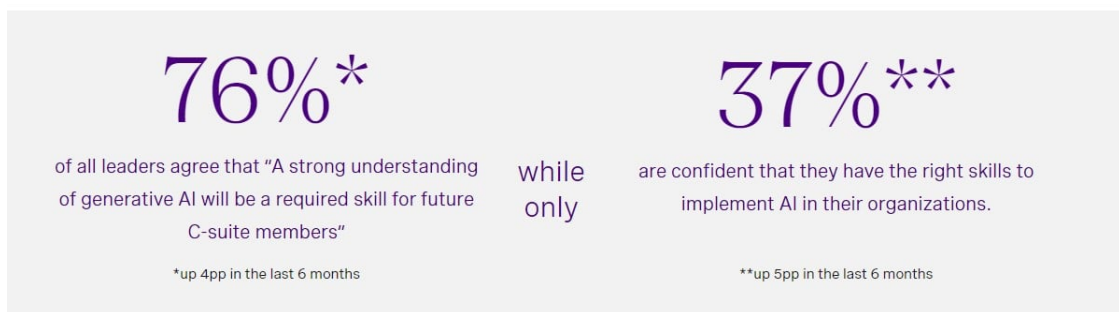 76%*
of all leaders agree that "A strong understanding
of generative AI will be a required skill for future
C-suite members"
*up 4pp in the last 6 months
while
only
37%**
are confident that they have the right skills to
implement AI in their organizations.
**up 5pp in the last 6 months